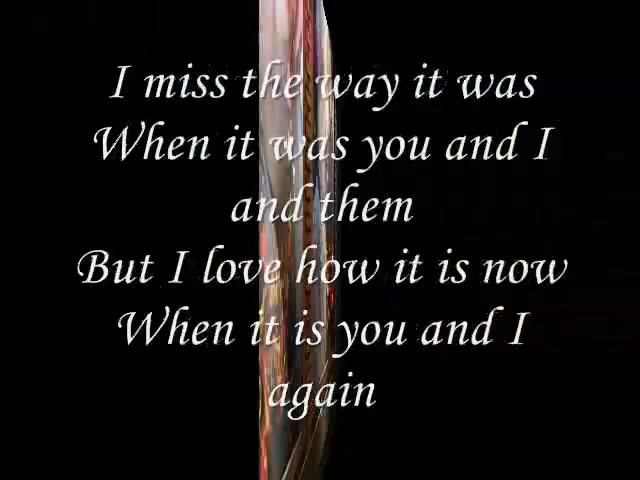 I miss the way it was
When it was you and I
and them
But I love how it is now
When it is you and I
again